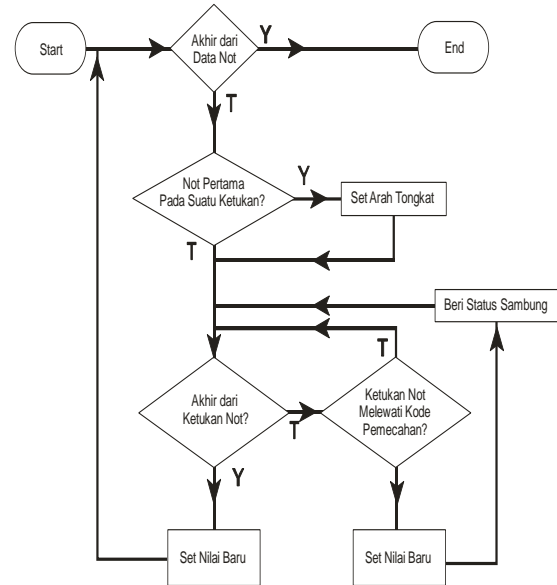 Start
Akhir dari
Data Not
Y
End
T
Not Pertama
Pada Suatu Ketukan?
Y
Set Arah Tongkat
T
Beri Status Sambung
T
Akhir dari
Ketukan Not?
T
Ketukan Not
Melewati Kode
Pemecahan?
Y
Set Nilai Baru
Set Nilai Baru